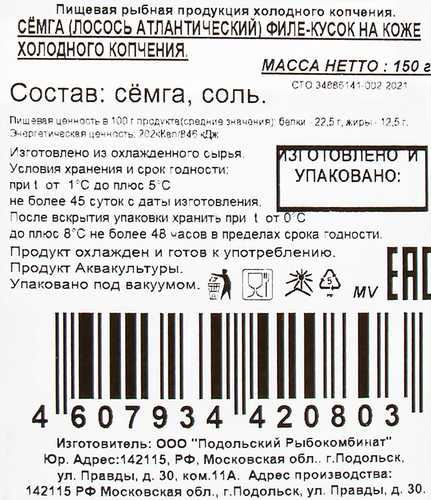 Пищевая рыбная продукция холодного копчения.
СЁМГА (ЛОСОСЬ АТЛАНТИЧЕСКИЙ) ФИЛЕ-КУСОК НА КОЖЕ
ХОЛОДНОГО КОПЧЕНИЯ.
МАССА НЕТТО : 150 г
СТО 34886141-002-2021
Состав: сёмга, соль.
Пищевая ценность в 100 г продукта(средние значения): белки - 22,5 г, жиры - 12,5 г.
Энергетическая ценность: 202кКал/846 кДж
Изготовлено из охлажденного сырья.
Условия хранения и срок годности:
при t от 1°C до плюс 5°C
не более 45 суток с даты изготовления.
ИЗГОТОВЛЕНО И
УПАКОВАНО:
После вскрытия упаковки хранить при t от 0°C
до плюс 8°C не более 48 часов в пределах срока годности.
Продукт охлажден и готов к употреблению.
Продукт Аквакультуры.
Упаковано под вакуумом.
5
MV
EAC
4 607934 420803
Изготовитель: ООО "Подольский Рыбокомбинат"
Юр. Адрес:142115, РФ, Московская обл., г.Подольск,
ул. Правды, д. 30, ком.11А. Адрес производства:
142115 РФ Московская обл., г.Подольск, ул. Правды, д. 30.